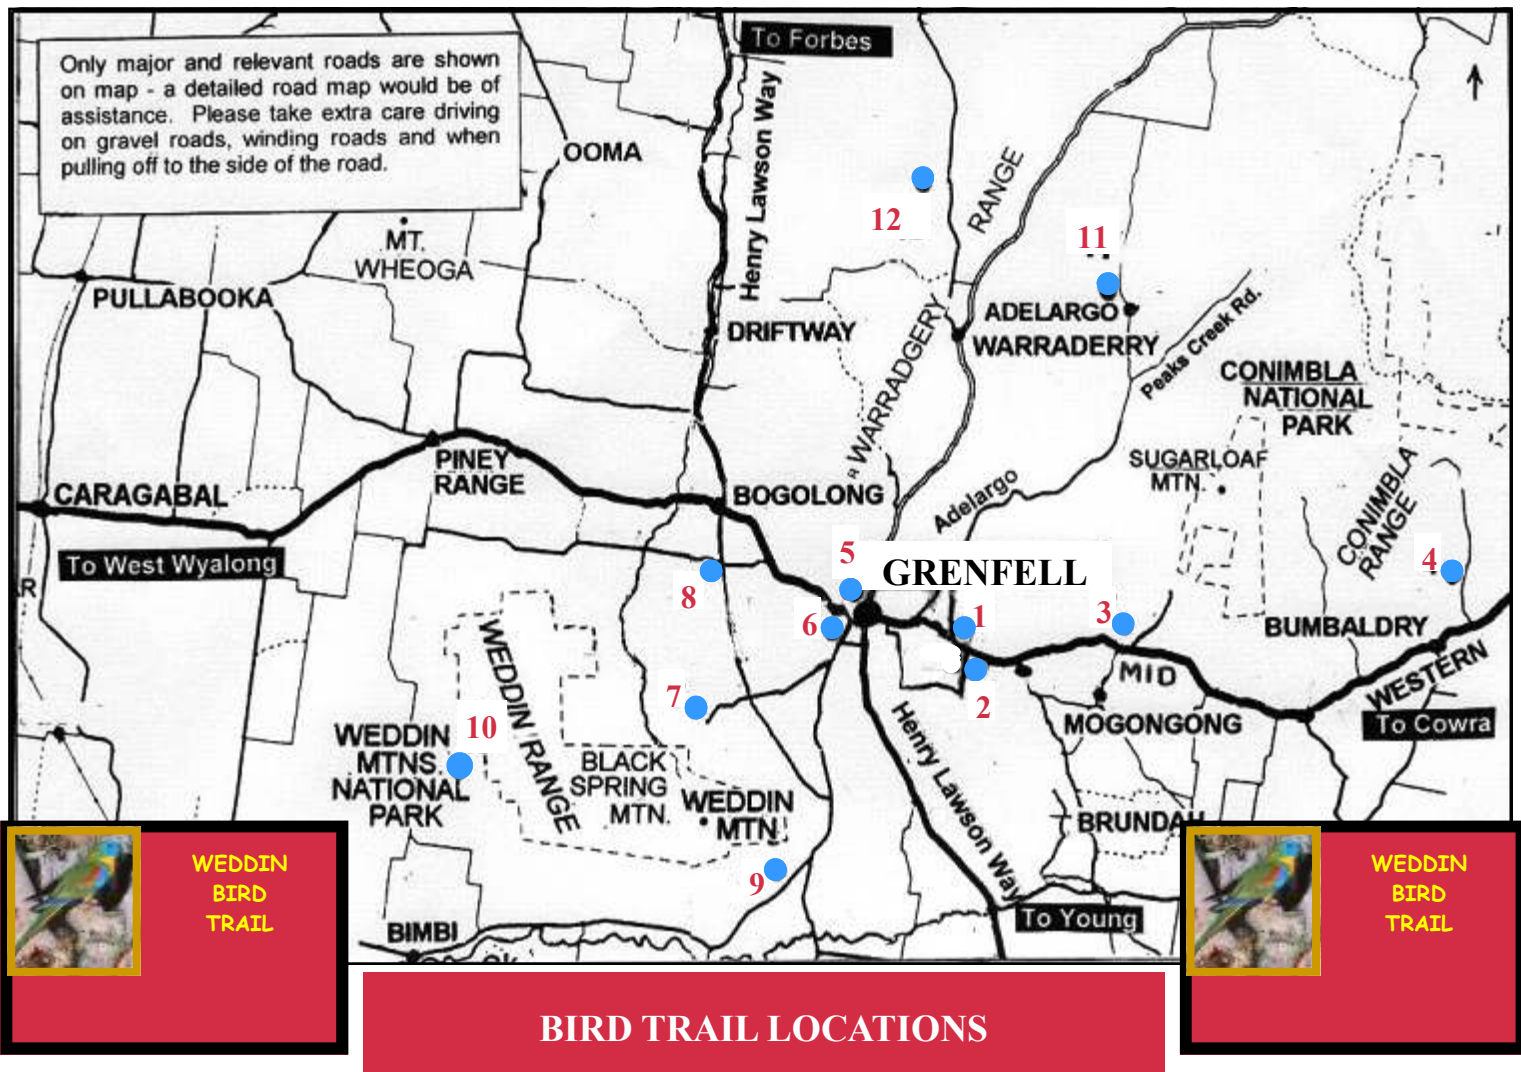 To Forbes
Only major and relevant roads are shown
on map - a detailed road map would be of
assistance. Please take extra care driving
on gravel roads, winding roads and when
pulling off to the side of the road.
OOMA
Henry Lawson Way
RANGE
12
11
MT.
WHEOGA
PULLABOOKA
DRIFTWAY
ADELARGO
WARRADERRY
Peaks Creek Rd.
WARRADGERY
CONIMBLA
NATIONAL
PARK
PINEY
RANGE
SUGARLOAF
MTN.
CARAGABAL
BOGOLONG
Adelargo
CONIMBLA
RANGE
To West Wyalong
5
GRENFELL
4
8
6
1
3
BUMBALDRY
WEDDIN RANGE
7
2
MID
WESTERN
10
MOGONGONG
To Cowra
WEDDIN
MTNS.
NATIONAL
PARK
BLACK
SPRING
MTN.
WEDDIN
MTN.
Henry Lawson Way
BRUNDAH
9
BIMBI
To Young
WEDDIN
BIRD
TRAIL
WEDDIN
BIRD
TRAIL
BIRD TRAIL LOCATIONS